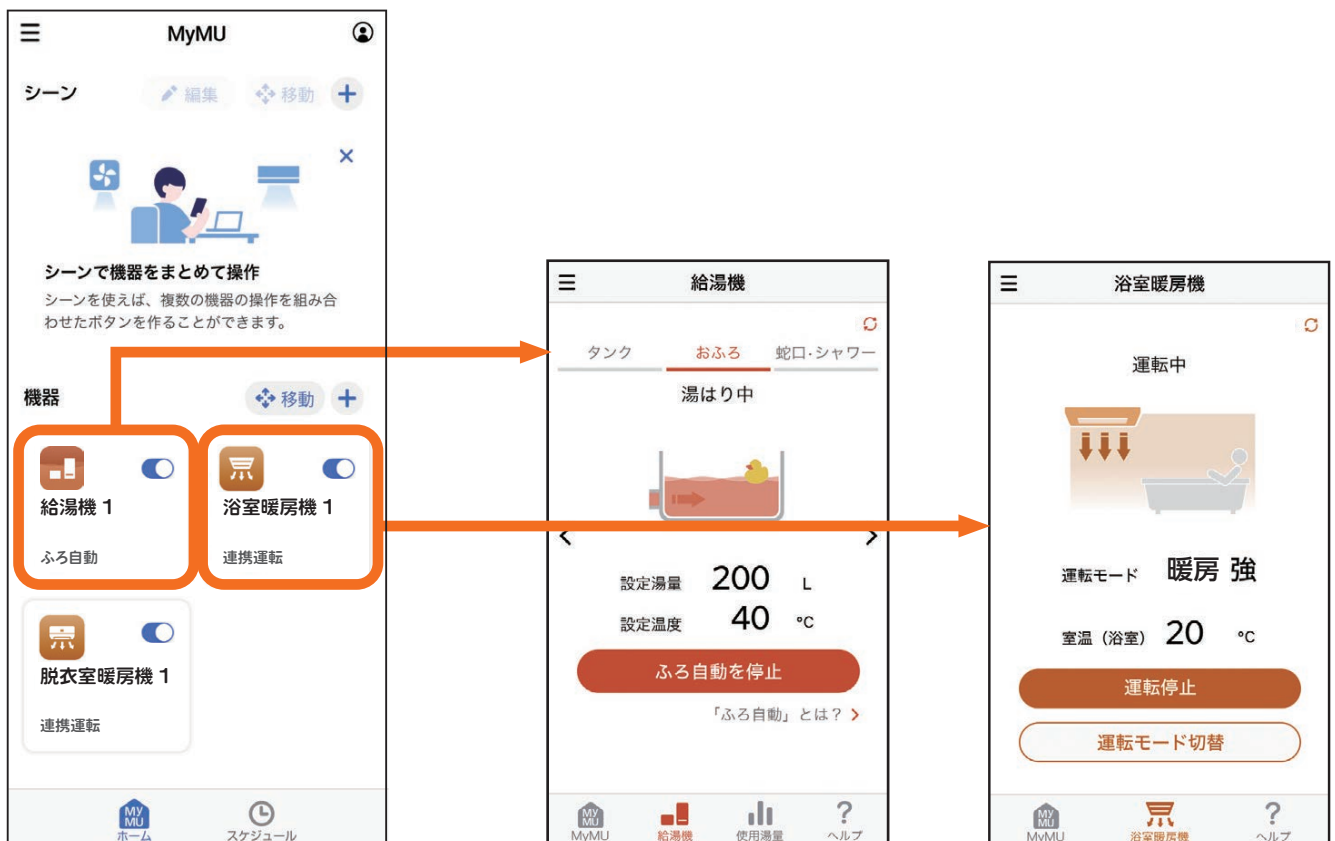 MyMU
シーン
編集
移動
シーンで機器をまとめて操作
シーンを使えば、複数の機器の操作を組み合
わせたボタンを作ることができます。
機器
移動
給湯機 1
ふろ自動
浴室暖房機 1
連携運転
脱衣室暖房機 1
連携運転
MY
MU
ホーム
スケジュール
給湯機
タンク
おふろ
蛇口・シャワー
湯はり中
設定湯量 200 L
設定温度 40 °C
ふろ自動を停止
「ふろ自動」とは？
MY
MU
MyMU
給湯機
使用湯量
ヘルプ
浴室暖房機
運転中
運転モード 暖房 強
室温（浴室） 20 °C
運転停止
運転モード切替
MY
MU
MyMU
浴室暖房機
ヘルプ